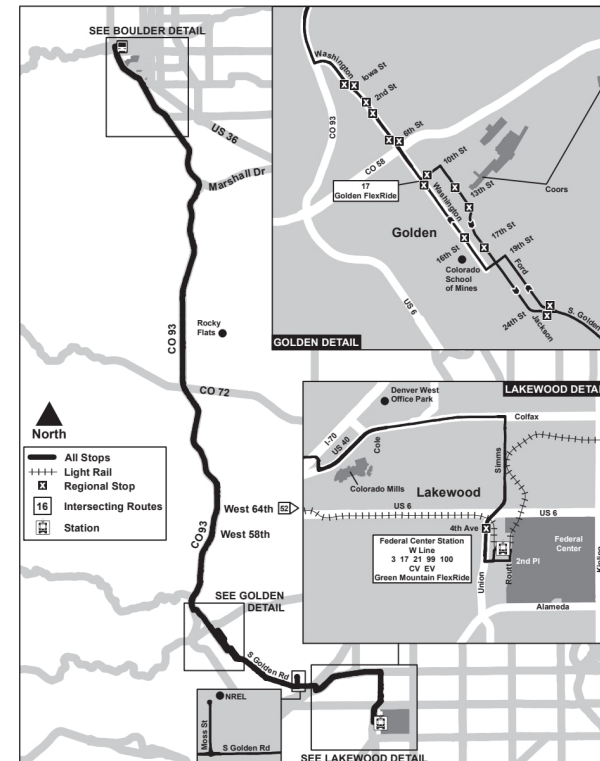 SEE BOULDER DETAIL
US 36
Marshall Dr
CO 93
Rocky
Flats
CO 72
North
All Stops
Light Rail
Regional Stop
16 Intersecting Routes
Station
West 64th
52
West 58th
CO 93
SEE GOLDEN
DETAIL
S Golden Rd
NREL
Moss St
S Golden Rd
SEE LAKEWOOD DETAIL
Washington
Iowa St
2nd St
6th St
CO 93
CO 58
10th St
13th St
Coors
17
Golden FlexRide
Washington
Golden
17th St
16th St
19th St
Ford
Colorado
School
of Mines
US 6
24th St
Jackson
S. Golden
GOLDEN DETAIL
LAKEWOOD DETAI
Denver West
Office Park
Colfax
I-70
US 40
Cole
Simms
Colorado Mills
Lakewood
US 6
US 6
4th Ave
Federal Center Station
W Line
3 17 21 99 100
CV EV
Green Mountain FlexRide
Federal
Center
2nd Pl
Union
Routt
Kipling
Alameda